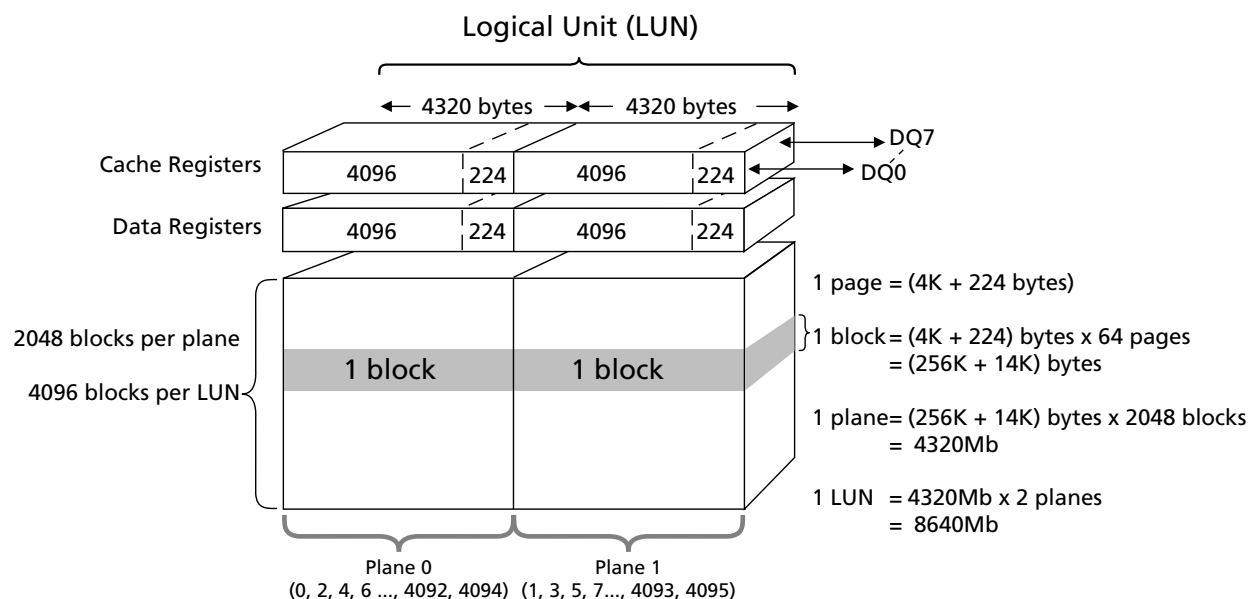 Logical Unit (LUN)
4320 bytes 4320 bytes
DQ7
Cache Registers 4096 224 4096 224 DQ0
Data Registers 4096 224 4096 224
1 page = (4K + 224 bytes)
2048 blocks per plane
1 block = (4K + 224) bytes x 64 pages
= (256K + 14K) bytes
1 block 1 block
4096 blocks per LUN
1 plane= (256K + 14K) bytes x 2048 blocks
= 4320Mb
1 LUN = 4320Mb x 2 planes
= 8640Mb
Plane 0 Plane 1
(0, 2, 4, 6 ..., 4092, 4094) (1, 3, 5, 7..., 4093, 4095)